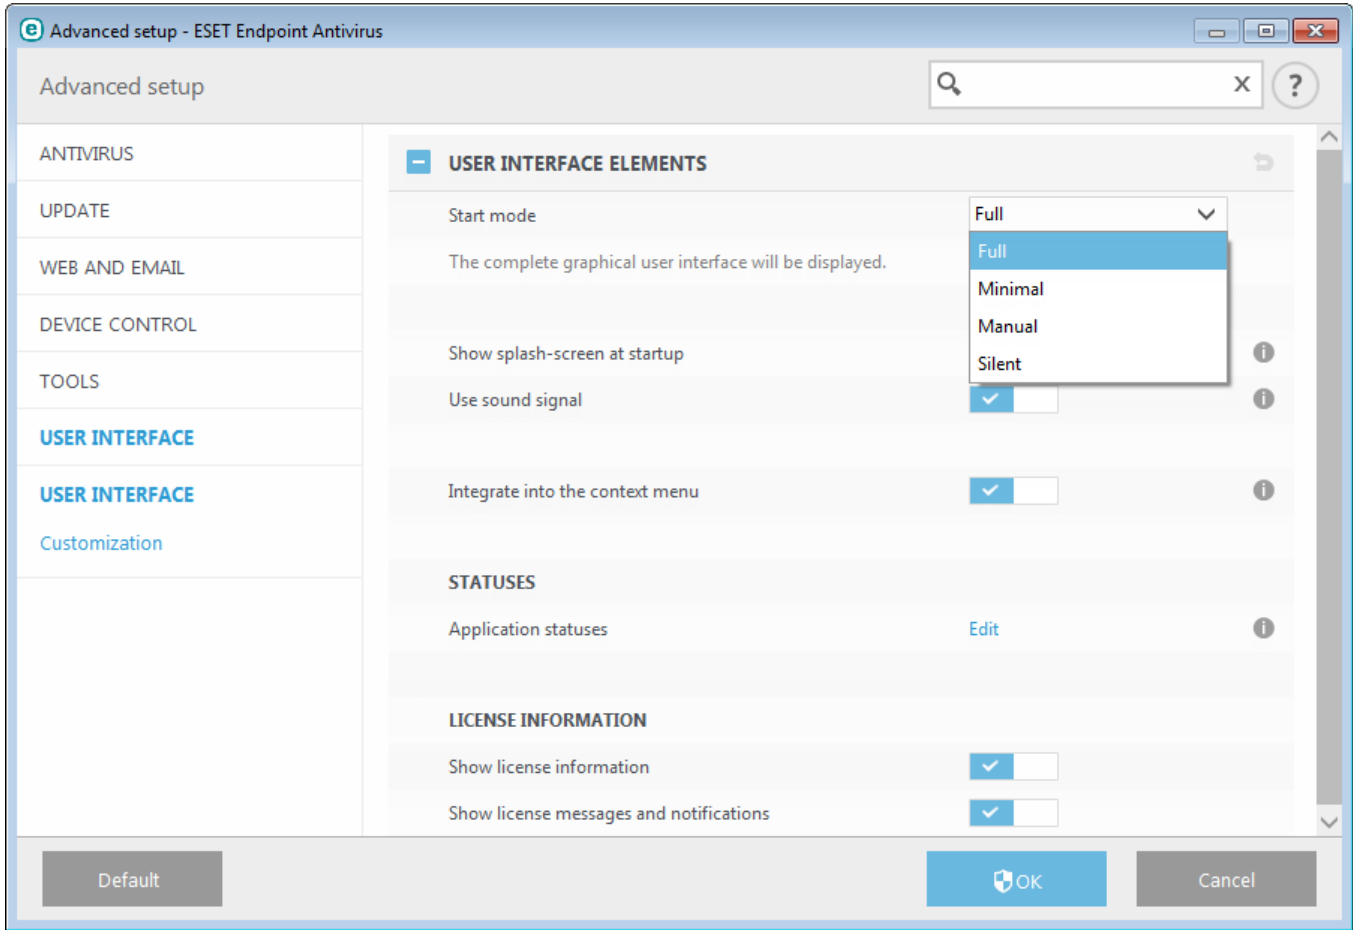 e Advanced setup - ESET Endpoint Antivirus
Advanced setup
X
?
ANTIVIRUS
UPDATE
WEB AND EMAIL
DEVICE CONTROL
TOOLS
USER INTERFACE
USER INTERFACE
Customization
USER INTERFACE ELEMENTS
Start mode
Full
The complete graphical user interface will be displayed.
Full
Minimal
Manual
Silent
Show splash-screen at startup
i
Use sound signal
i
Integrate into the context menu
i
STATUSES
Application statuses
Edit
i
LICENSE INFORMATION
Show license information
Show license messages and notifications
Default
OK
Cancel